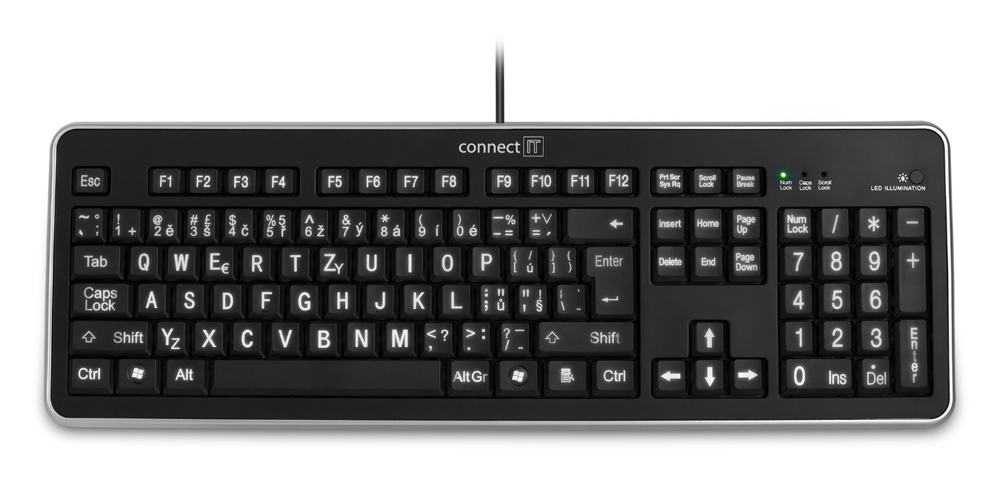 connect IT
Esc F1 F2 F3 F4 F5 F6 F7 F8 F9 F10 F11 F12 Prt Scr Sys Rq Scroll Lock Pause Break
Num Lock Caps Lock Scroll Lock
LED ILLUMINATION
~ ° ` ; ! 1 + @ 2 ě # £ 3 š $ 4 č % 5 5 ř ^ 6 ž & 7 ý * 8 á ( 9 í ) 0 é — % - = + \/ = ← Insert Home Page Up Num Lock / * −
Tab Q W E € R T Z Y U I O P { / [ ú } ( ] ) Enter Delete End Page Down 7 8 9 +
Caps Lock A S D F G H J K L : " ; ů " ! ' § | ' \ ¨ 4 5 6
Shift Y Z X C V B N M < ? , > : . ? — / - Shift ↑ 1 2 3 Enter
Ctrl Alt Alt Gr Ctrl ← ↓ → 0 Ins . Del